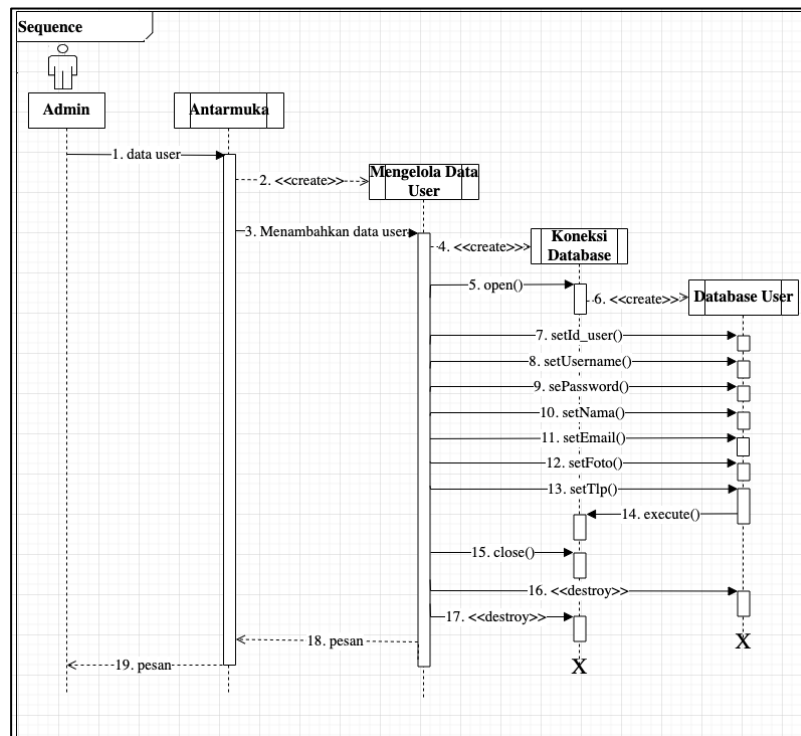 Sequence
Admin
Antarmuka
1. data user
2. <<create>>
Mengelola Data
User
3. Menambahkan data user
4. <<create>>
Koneksi
Database
5. open()
6. <<create>>
Database User
7. setId_user()
8. setUsername()
9. sePassword()
10. setNama()
11. setEmail()
12. setFoto()
13. setTlp()
14. execute()
15. close()
16. <<destroy>>
17. <<destroy>>
18. pesan
19. pesan
X
X